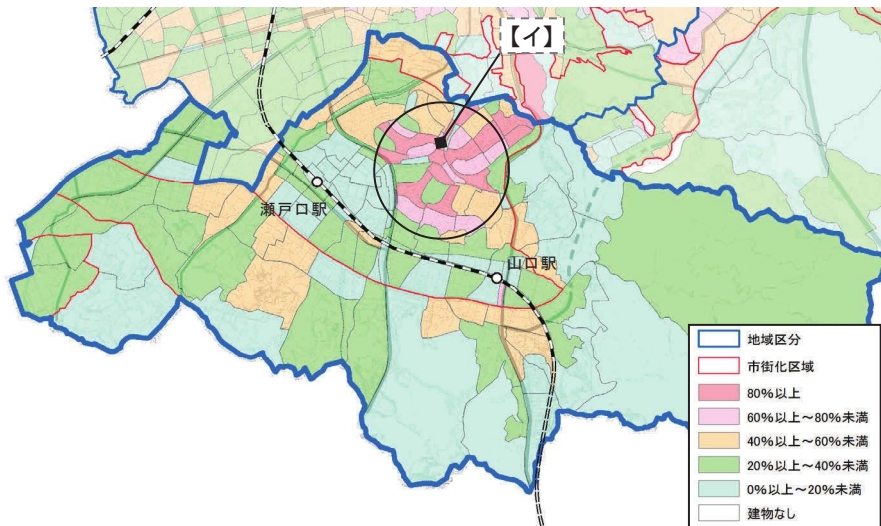 【イ】
瀬戸口駅
山口駅
地域区分
市街化区域
80%以上
60%以上～80%未満
40%以上～60%未満
20%以上～40%未満
0%以上～20%未満
建物なし